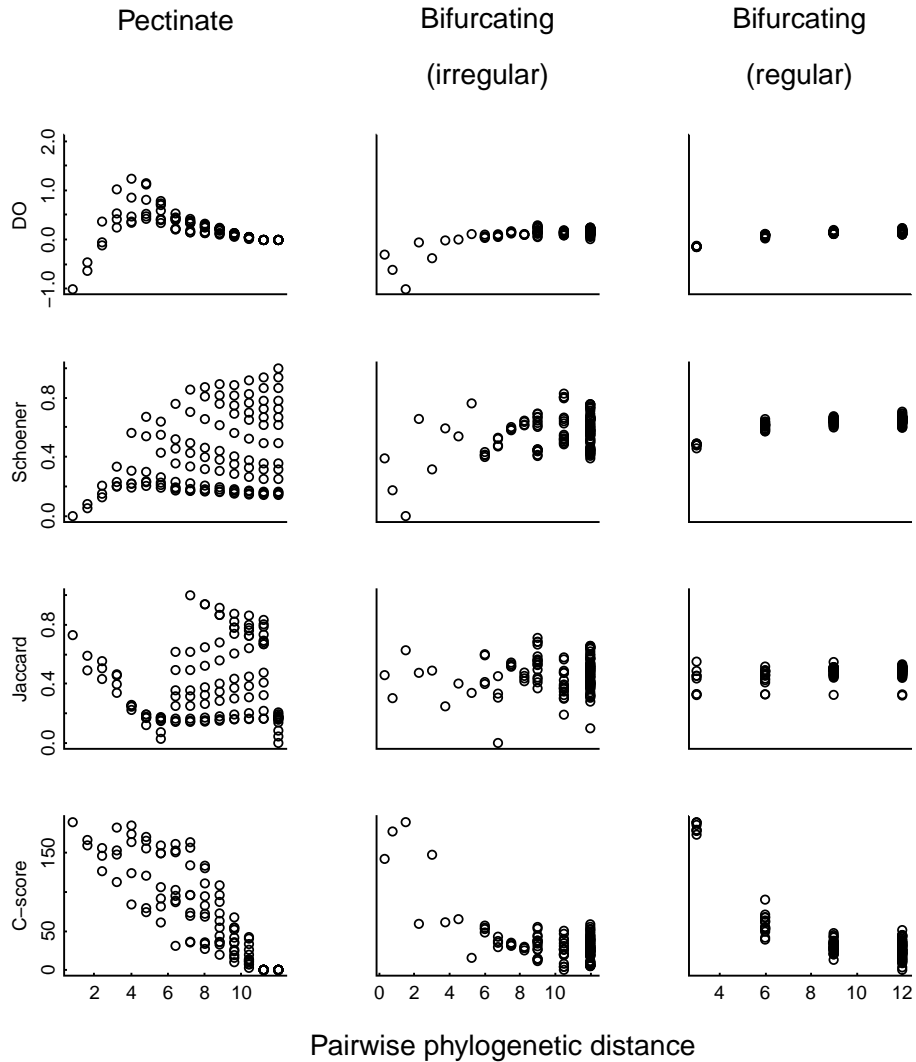 Pectinate
Bifurcating
(irregular)
Bifurcating
(regular)
DO
−1.0 0.0 1.0 2.0
Schoener
0.0 0.4 0.8
Jaccard
0.0 0.4 0.8
C−score
0 50 150
2 4 6 8 10
0 2 4 6 8 10 12
4 6 8 10 12
Pairwise phylogenetic distance